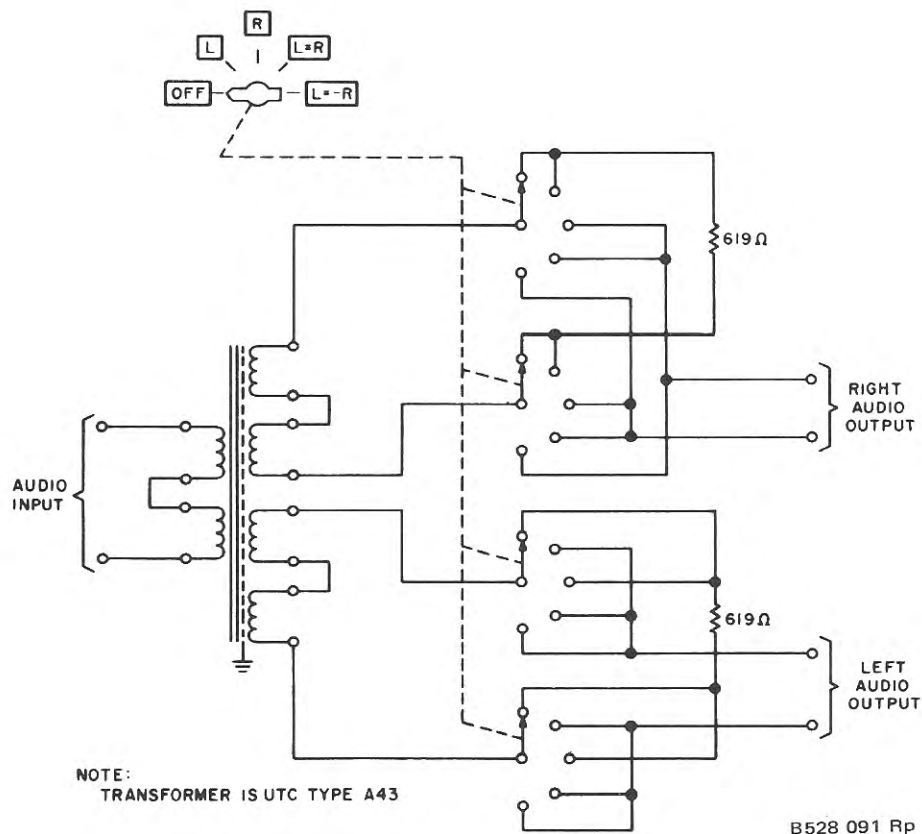 R
L
L=R
OFF
L=-R
619Ω
RIGHT
AUDIO
OUTPUT
AUDIO
INPUT
619Ω
LEFT
AUDIO
OUTPUT
NOTE:
TRANSFORMER IS UTC TYPE A43
B528 091 Rp